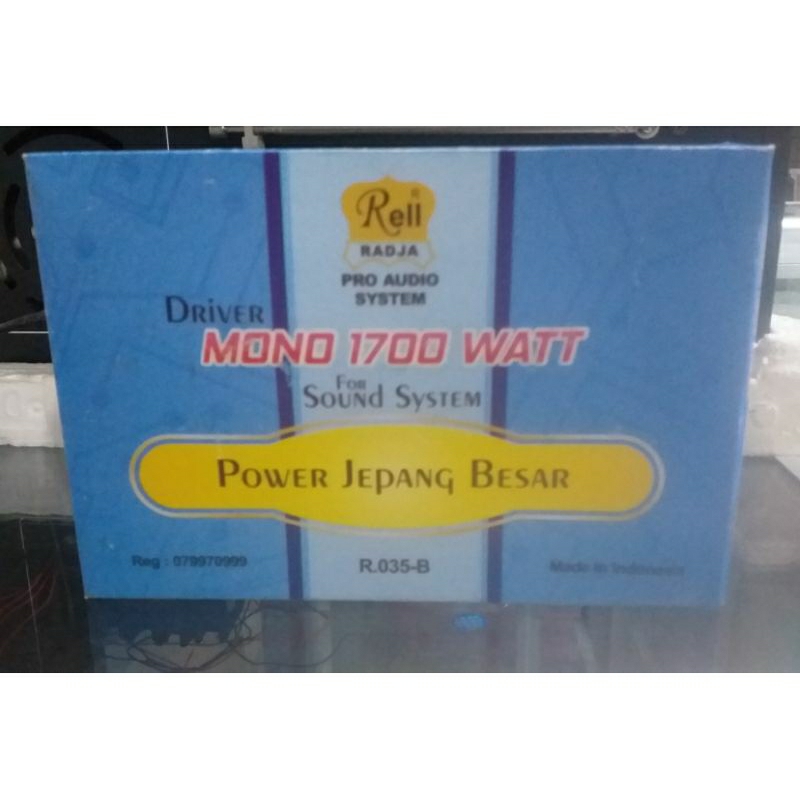 Rell ®
RADJA
PRO AUDIO
SYSTEM
DRIVER
MONO 1700 WATT
FOR
SOUND SYSTEM
POWER JEPANG BESAR
Reg : 079970999
R.035-B
Made In Indonesia